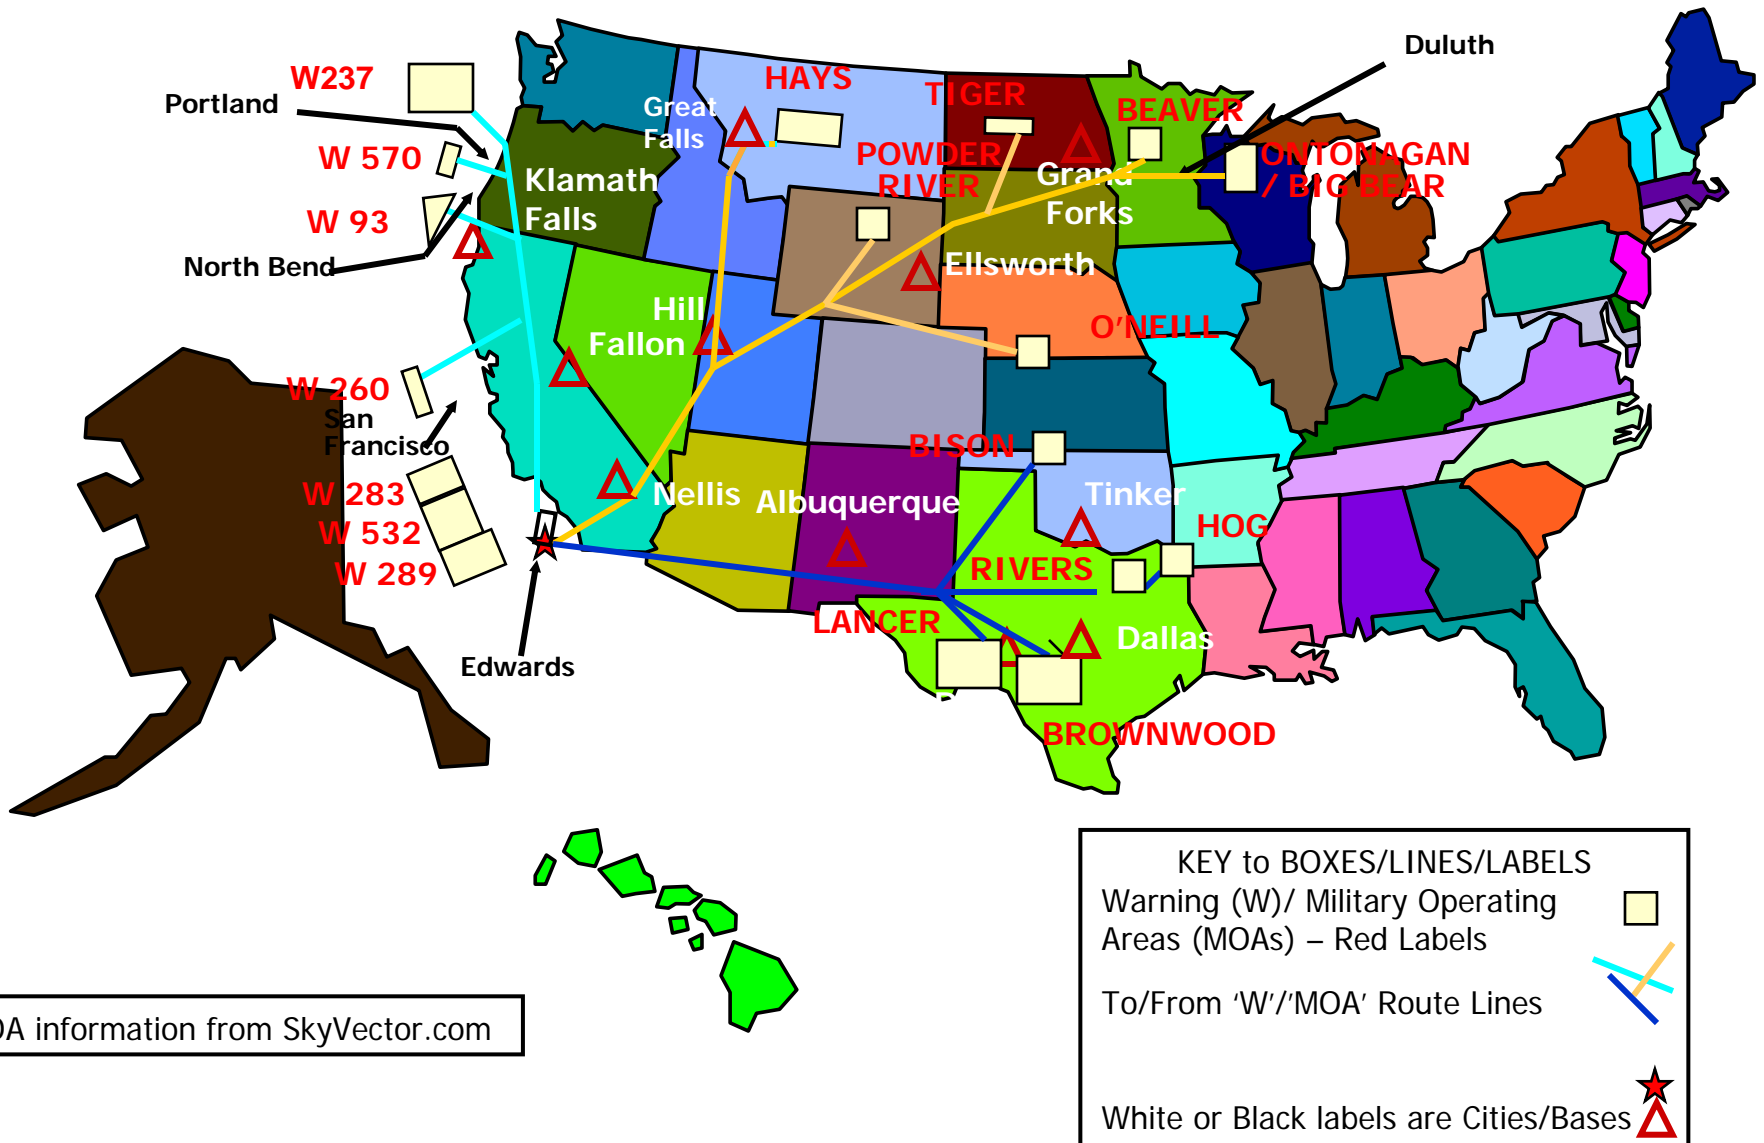 Duluth
W237
HAYS
TIGER
BEAVER
Portland
Great
Falls
POWDER
RIVER
ONTONAGAN
/ BIG BEAR
W 570
Klamath
Falls
Grand
Forks
W 93
North Bend
Ellsworth
Hill
Fallon
O'NEILL
W 260
San
Francisco
BISON
W 283
Nellis
Albuquerque
Tinker
W 532
HOG
W 289
RIVERS
LANCER
Edwards
Dallas
BROWNWOOD
KEY to BOXES/LINES/LABELS
Warning (W)/ Military Operating
Areas (MOAs) – Red Labels
To/From ‘W’/’MOA’ Route Lines
White or Black labels are Cities/Bases
information from SkyVector.com